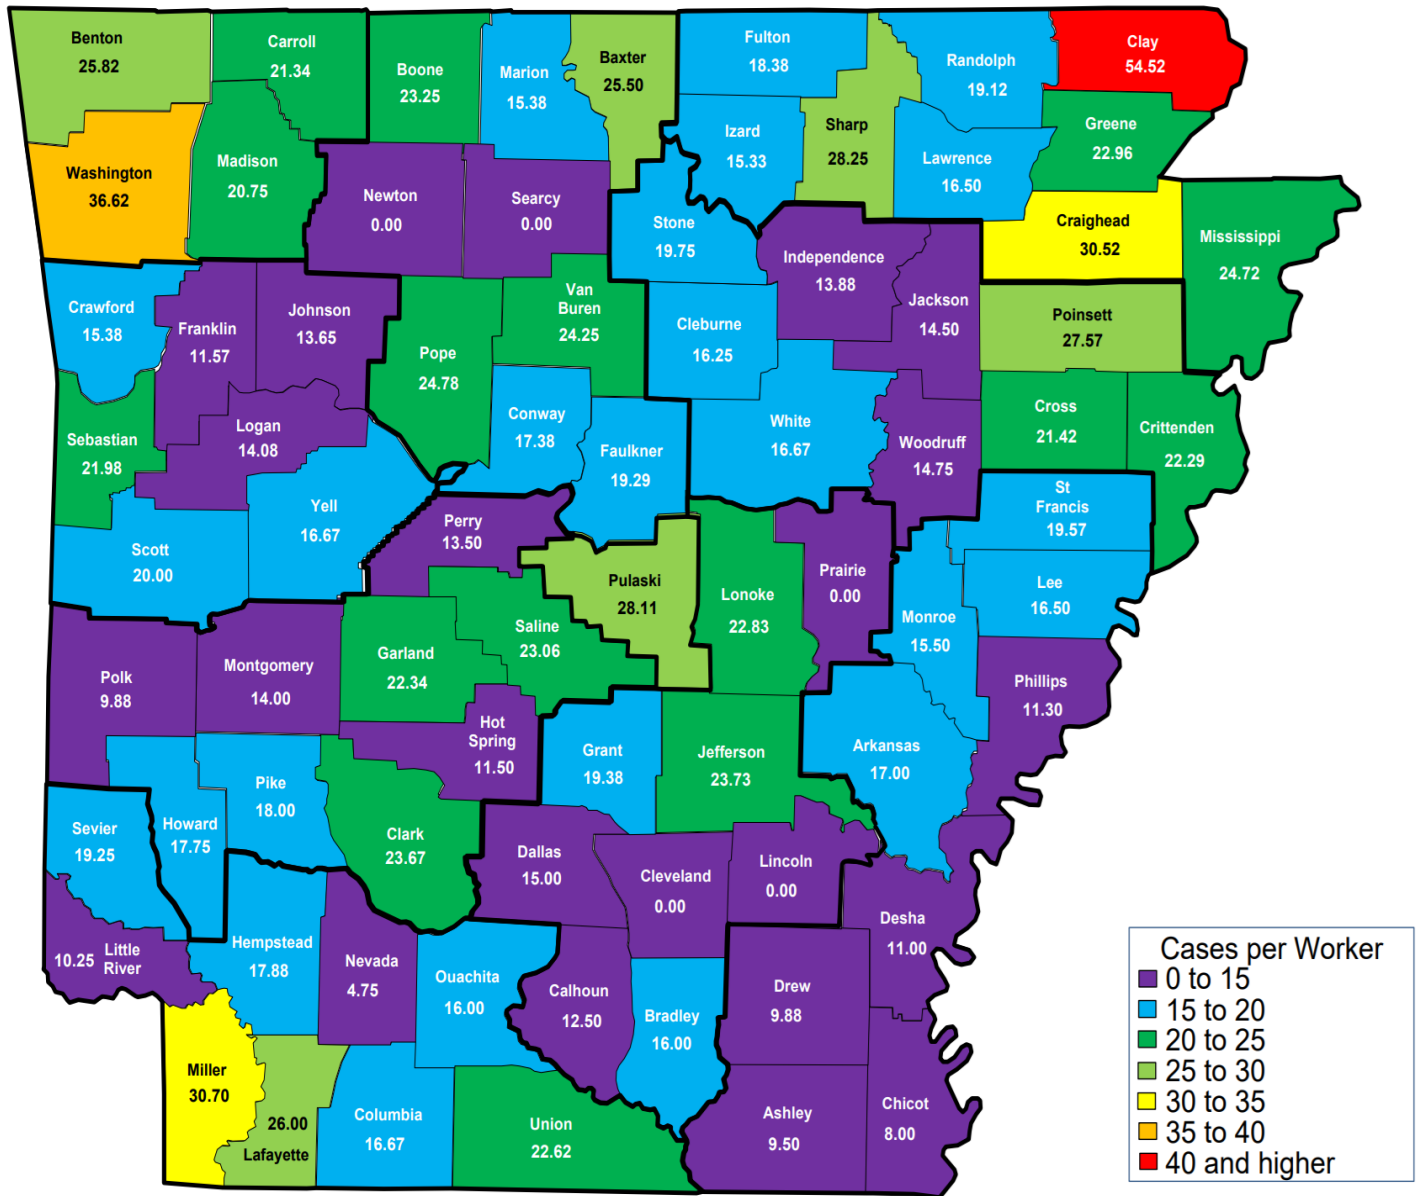 Benton
25.82
Carroll
21.34
Boone
23.25
Marion
15.38
Baxter
25.50
Fulton
18.38
Randolph
19.12
Clay
54.52
Izard
15.33
Sharp
28.25
Lawrence
16.50
Greene
22.96
Washington
36.62
Madison
20.75
Newton
0.00
Searcy
0.00
Stone
19.75
Independence
13.88
Jackson
14.50
Craighead
30.52
Mississippi
24.72
Crawford
15.38
Franklin
11.57
Johnson
13.65
Pope
24.78
Van
Buren
24.25
Cleburne
16.25
Poinsett
27.57
Sebastian
21.98
Logan
14.08
Conway
17.38
Faulkner
19.29
White
16.67
Woodruff
14.75
Cross
21.42
Crittenden
22.29
Scott
20.00
Yell
16.67
Perry
13.50
Pulaski
28.11
Lonoke
22.83
Prairie
0.00
Monroe
15.50
St
Francis
19.57
Lee
16.50
Polk
9.88
Montgomery
14.00
Garland
22.34
Saline
23.06
Hot
Spring
11.50
Grant
19.38
Jefferson
23.73
Arkansas
17.00
Phillips
11.30
Sevier
19.25
Howard
17.75
Pike
18.00
Clark
23.67
Dallas
15.00
Cleveland
0.00
Lincoln
0.00
Desha
11.00
10.25 Little
River
Hempstead
17.88
Nevada
4.75
Ouachita
16.00
Calhoun
12.50
Bradley
16.00
Drew
9.88
Miller
30.70
26.00
Lafayette
Columbia
16.67
Union
22.62
Ashley
9.50
Chicot
8.00
Cases per Worker
0 to 15
15 to 20
20 to 25
25 to 30
30 to 35
35 to 40
40 and higher